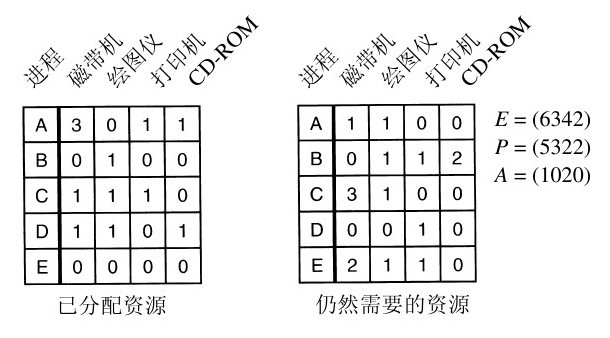 进程 磁带机 绘图仪 打印机 CD-ROM
A 3 0 1 1
B 0 1 0 0
C 1 1 1 0
D 1 1 0 1
E 0 0 0 0
已分配资源
进程 磁带机 绘图仪 打印机 CD-ROM
A 1 1 0 0
B 0 1 1 2
C 3 1 0 0
D 0 0 1 0
E 2 1 1 0
仍然需要的资源
E = (6342)
P = (5322)
A = (1020)